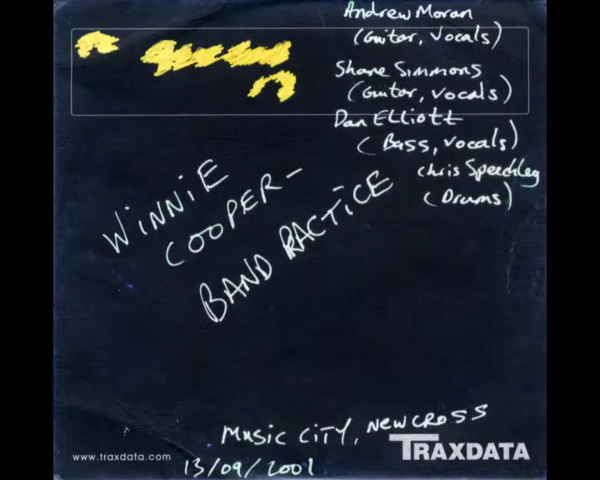 Andrew Moran
(Guitar, Vocals)
Shane Simmons
(Guitar, Vocals)
Dan Elliott
(Bass, Vocals)
Chris Speechley
(Drums)
WiNNiE
COOPER-
BAND RACTiCE
Music CiTY, NEWCROSS
TRAXDATA
www.traxdata.com
13/09/2001